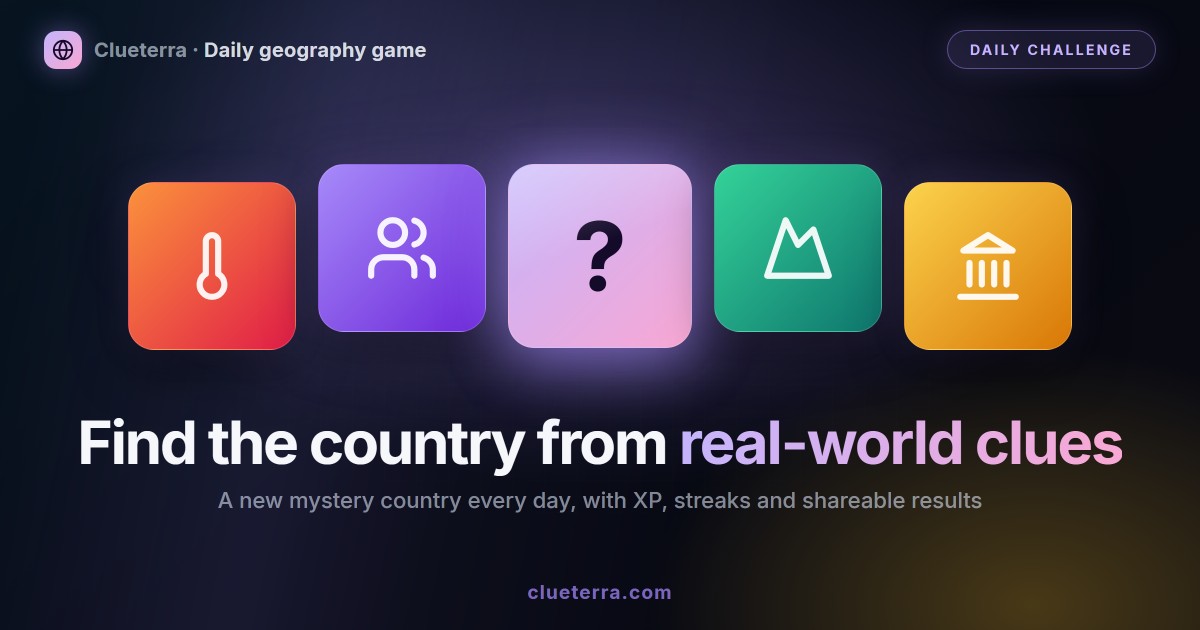 Clueterra · Daily geography game
DAILY CHALLENGE
?
Find the country from real-world clues
A new mystery country every day, with XP, streaks and shareable results
clueterra.com